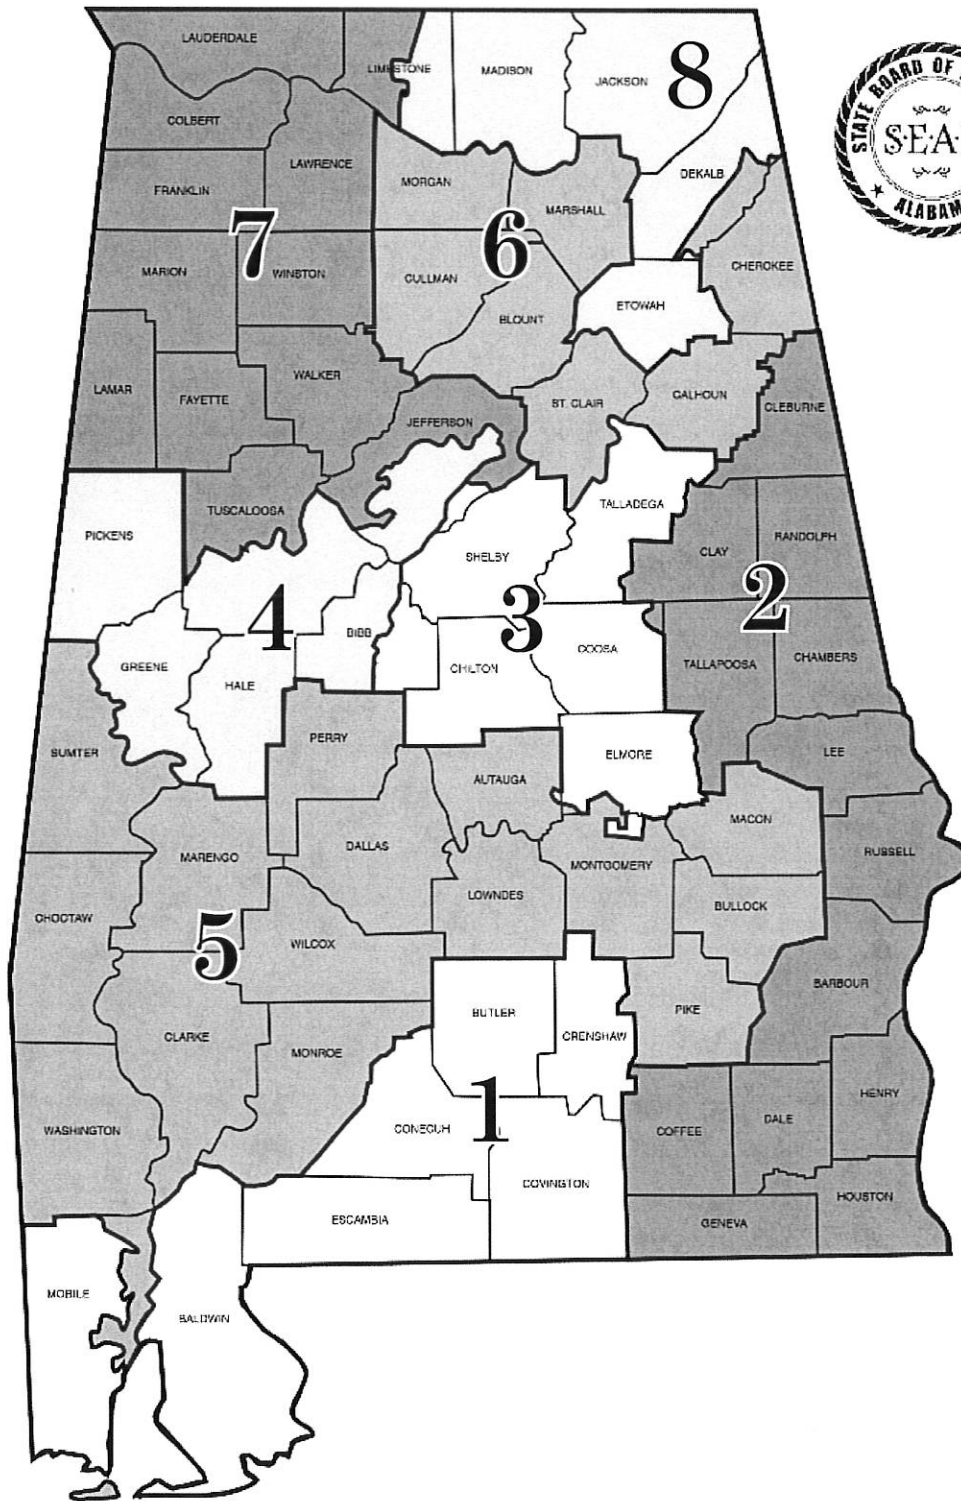 LAUDERDALE
LIMESTONE
MADISON
JACKSON
8
STATE BOARD OF
SEA
ALABAM
COLBERT
LAWRENCE
FRANKLIN
MORGAN
DEKALB
MARSHALL
7
6
MARION
WINSTON
CULLMAN
CHEROKEE
ETOWAH
BLOUNT
WALKER
LAMAR
FAYETTE
ST. CLAIR
CALHOUN
CLEBURNE
JEFFERSON
TUSCALOOSA
TALLADEGA
PICKENS
SHELBY
CLAY
RANDOLPH
4
3
2
BIBB
GREENE
HALE
CHILTON
COOSA
TALLAPOOSA
CHAMBERS
PERRY
SUMTER
ELMORE
LEE
AUTAUGA
MACON
MARENGO
DALLAS
MONTGOMERY
RUSSELL
LOWNDES
BULLOCK
CHOCTAW
5
WILCOX
BARBOUR
BUTLER
PIKE
CLARKE
CRENSHAW
MONROE
HENRY
1
WASHINGTON
CONECUH
COFFEE
DALE
COVINGTON
HOUSTON
ESCAMBIA
GENEVA
MOBILE
BALDWIN